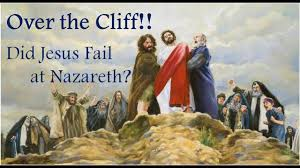 Over the Cliff!!
Did Jesus Fail
at Nazareth?